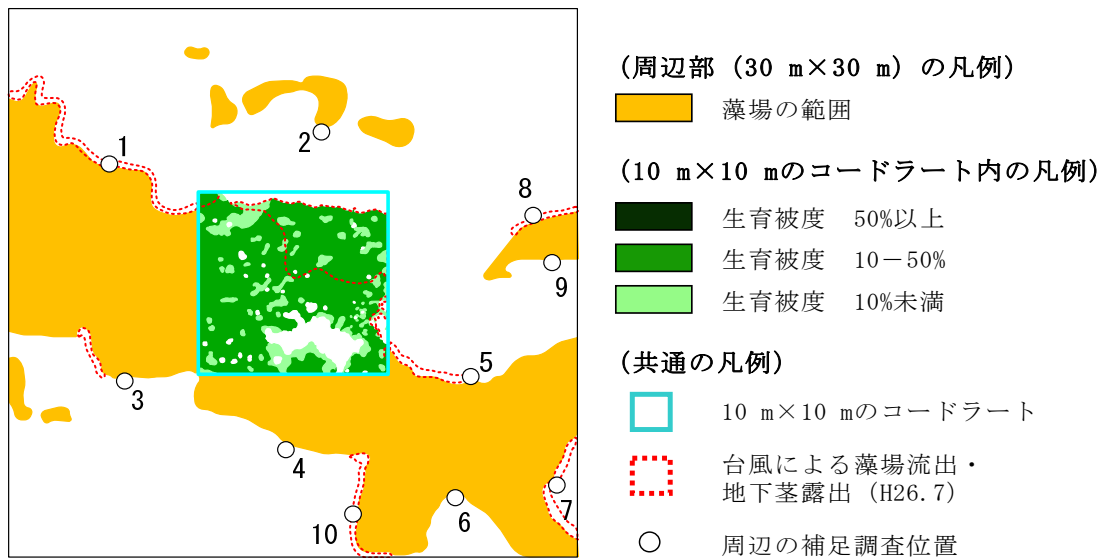 1
2
3
4
5
6
7
8
9
10
(周辺部 (30 m×30 m) の凡例)
藻場の範囲
(10 m×10 mのコードラート内の凡例)
生育被度 50%以上
生育被度 10－50%
生育被度 10%未満
(共通の凡例)
10 m×10 mのコードラート
台風による藻場流出・
地下茎露出 (H26.7)
周辺の補足調査位置